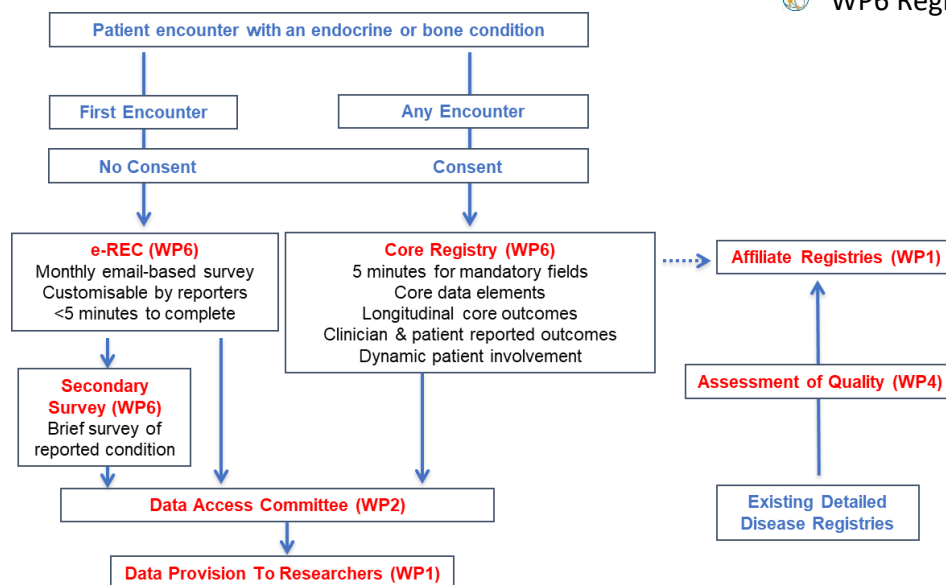 WP6 Regi
Patient encounter with an endocrine or bone condition
First Encounter
Any Encounter
No Consent
Consent
e-REC (WP6)
Monthly email-based survey
Customisable by reporters
<5 minutes to complete
Core Registry (WP6)
5 minutes for mandatory fields
Core data elements
Longitudinal core outcomes
Clinician & patient reported outcomes
Dynamic patient involvement
Affiliate Registries (WP1)
Secondary
Survey (WP6)
Brief survey of
reported condition
Assessment of Quality (WP4)
Data Access Committee (WP2)
Existing Detailed
Disease Registries
Data Provision To Researchers (WP1)